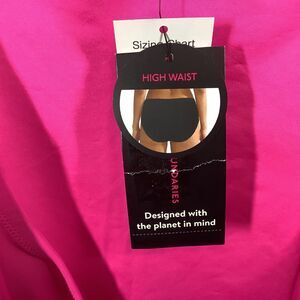 Sizing Chart
HIGH WAIST
UNDARIES
Designed with
the planet in mind